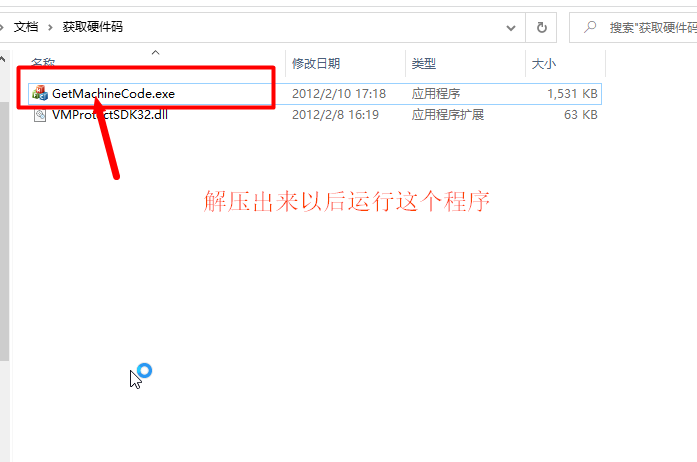 文档 > 获取硬件码
搜索"获取硬件码
名称 修改日期 类型 大小
GetMachineCode.exe 2012/2/10 17:18 应用程序 1,531 KB
VMProtectSDK32.dll 2012/2/8 16:19 应用程序扩展 63 KB
解压出来以后运行这个程序